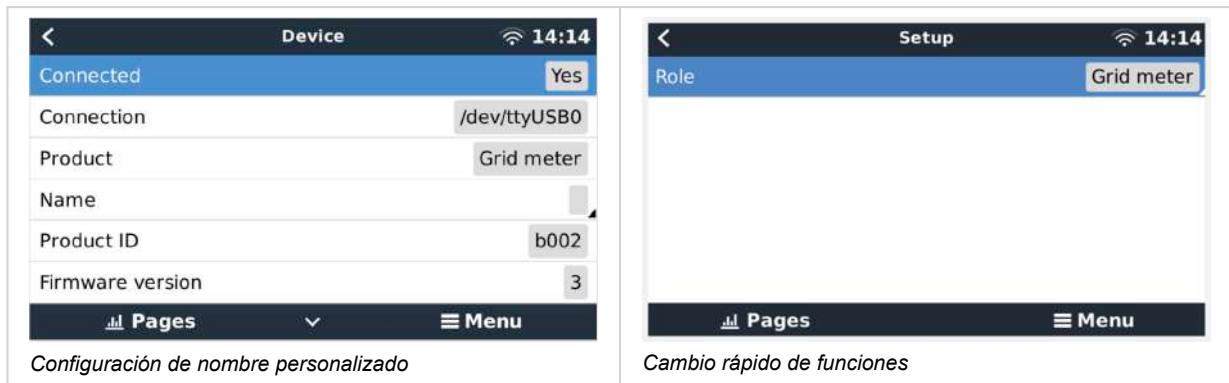 Device 14:14
Connected Yes
Connection /dev/ttyUSB0
Product Grid meter
Name
Product ID b002
Firmware version 3
Pages Menu
Configuración de nombre personalizado
Setup 14:14
Role Grid meter
Pages Menu
Cambio rápido de funciones